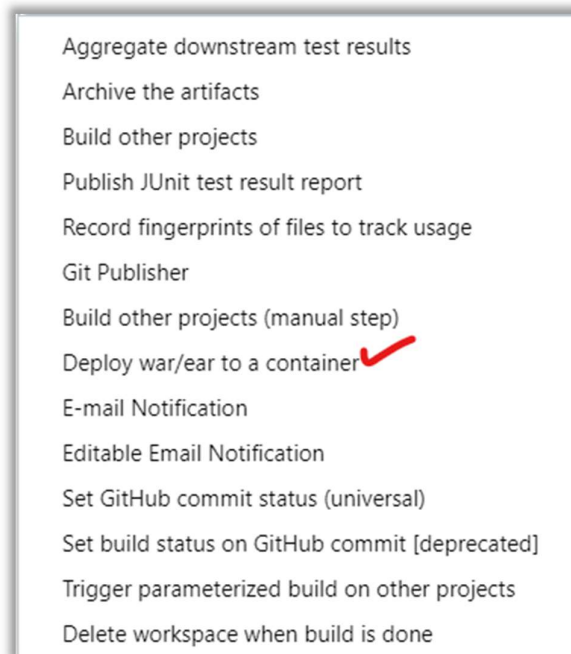 Aggregate downstream test results
Archive the artifacts
Build other projects
Publish JUnit test result report
Record fingerprints of files to track usage
Git Publisher
Build other projects (manual step)
Deploy war/ear to a container
E-mail Notification
Editable Email Notification
Set GitHub commit status (universal)
Set build status on GitHub commit [deprecated]
Trigger parameterized build on other projects
Delete workspace when build is done